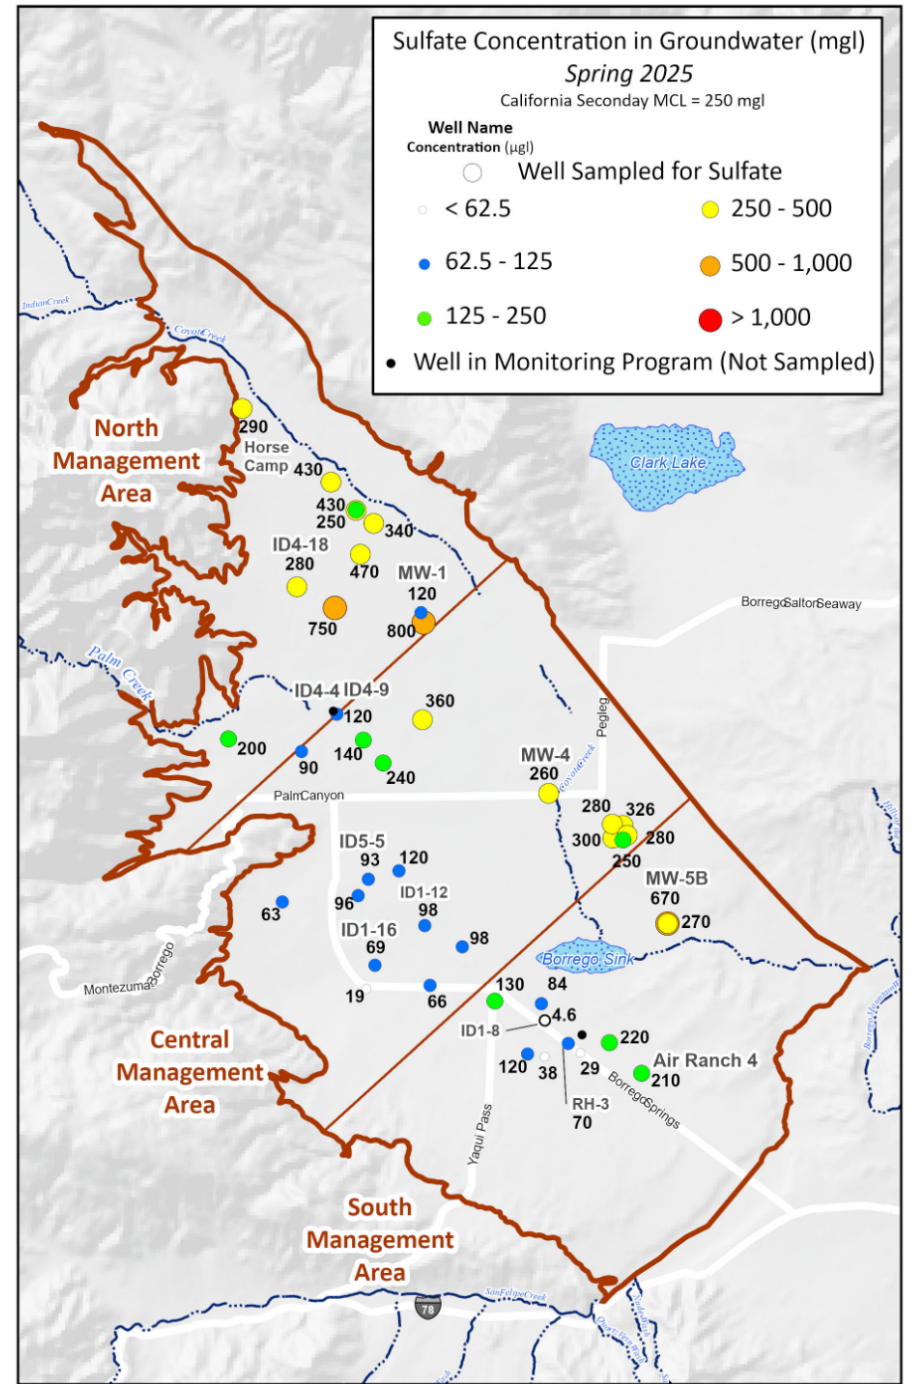 Sulfate Concentration in Groundwater (mgl)
Spring 2025
California Seconday MCL = 250 mgl
Well Name
Concentration (µgl)
Well Sampled for Sulfate
< 62.5
250 - 500
62.5 - 125
500 - 1,000
125 - 250
> 1,000
Well in Monitoring Program (Not Sampled)
IndianCreek
CoyotCreek
North
Management
Area
290
Horse
Camp
430
Clark Lake
430
250
340
ID4-18
280
470
MW-1
120
750
800
BorregoSaltonSeaway
Palm Creek
ID4-4 ID4-9
120
360
Pegleg
200
90
140
240
MW-4
260
CoyoteCreek
PalmCanyon
280
326
300
280
250
ID5-5
93
120
96
ID1-12
98
63
MW-5B
670
270
ID1-16
69
98
Borrego Sink
Montezuma
Borrego
19
66
130
84
4.6
ID1-8
220
Air Ranch 4
210
120
38
29
RH-3
70
BorregoSprings
Yaqui Pass
Central
Management
Area
South
Management
Area
SanFelipeCreek
78